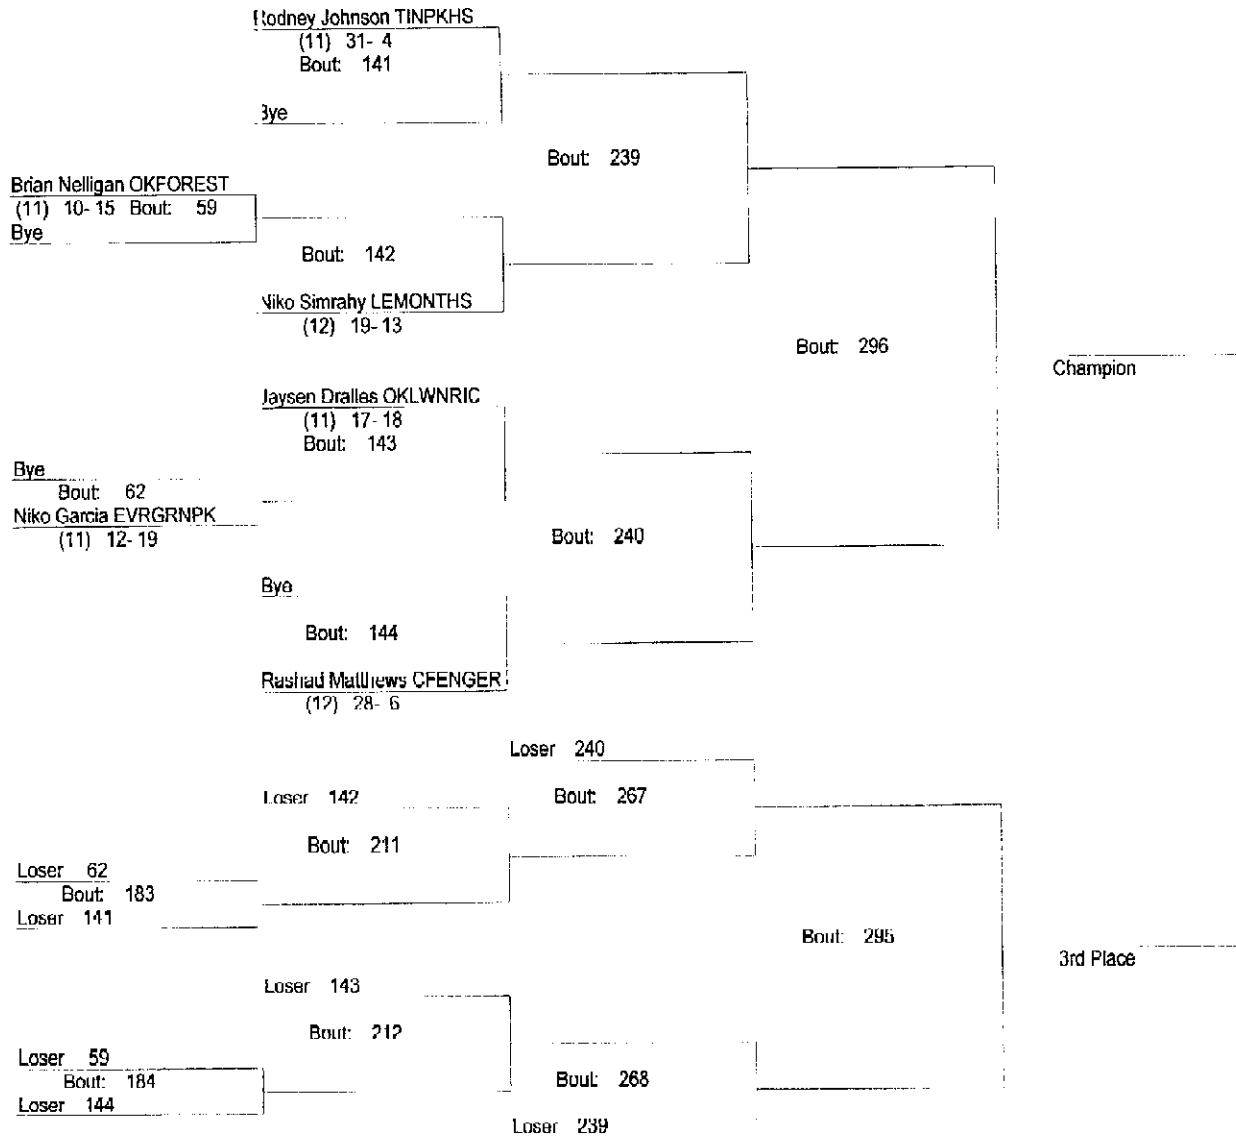 Rodney Johnson TINPKHS
(11) 31- 4
Bout: 141
Bye
Bout: 239
Brian Nelligan OKFOREST
(11) 10- 15 Bout: 59
Bye
Bout: 142
Niko Simrahy LEMONTHS
(12) 19- 13
Bout: 296
Champion
Jaysen Dralles OKLWNRIC
(11) 17- 18
Bout: 143
Bye
Bout: 62
Niko Garcia EVRGRNPK
(11) 12- 19
Bout: 240
Bye
Bout: 144
Rashad Matthews CFENGER
(12) 28- 6
Loser 240
Loser 142
Bout: 267
Bout: 211
Loser 62
Bout: 183
Loser 141
Bout: 295
3rd Place
Loser 143
Bout: 212
Loser 59
Bout: 184
Loser 144
Bout: 268
Loser 239